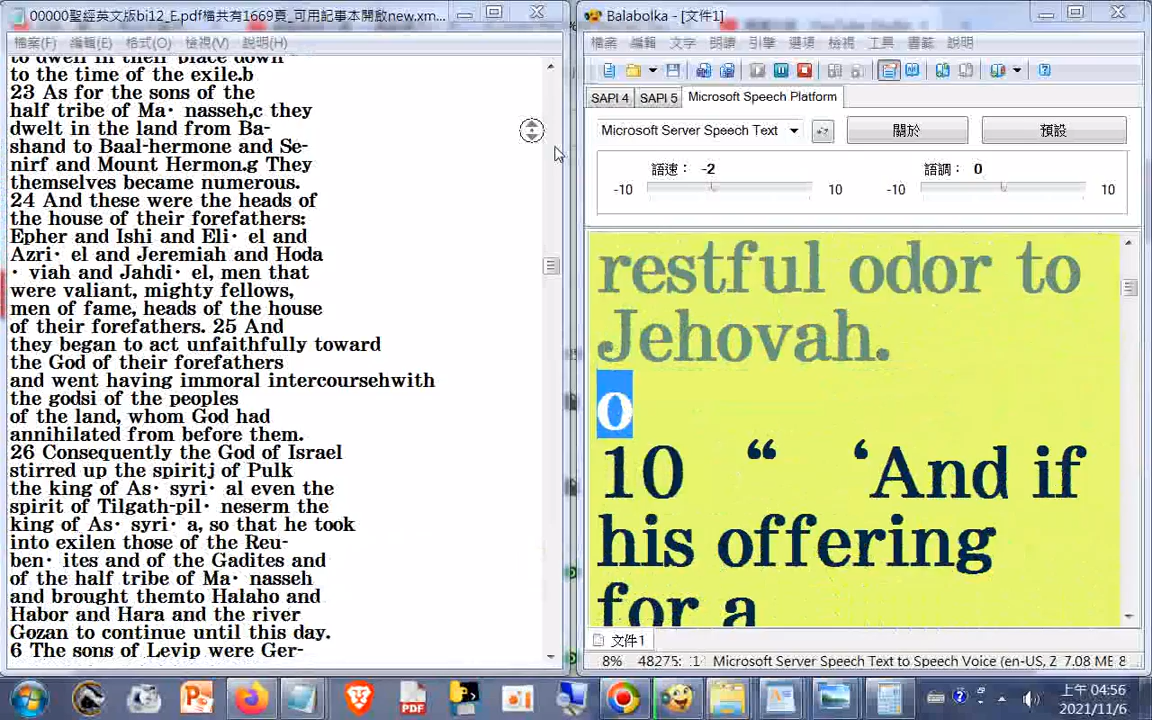 00000聖經英文版bi12_E.pdf檔共有1669頁_可用記事本開啟new.xm...
檔案(F) 編輯(E) 格式(O) 檢視(V) 說明(H)
to dwell in their place down
to the time of the exile.b
23 As for the sons of the
half tribe of Ma· nasseh,c they
dwelt in the land from Ba-
shand to Baal-hermone and Se-
nirf and Mount Hermon.g They
themselves became numerous.
24 And these were the heads of
the house of their forefathers:
Epher and Ishi and Eli· el and
Azri· el and Jeremiah and Hoda
· viah and Jahdi· el, men that
were valiant, mighty fellows,
men of fame, heads of the house
of their forefathers. 25 And
they began to act unfaithfully toward
the God of their forefathers
and went having immoral intercoursehwith
the godsi of the peoples
of the land, whom God had
annihilated from before them.
26 Consequently the God of Israel
stirred up the spiritj of Pulk
the king of As· syri· al even the
spirit of Tilgath-pil· neserm the
king of As· syri· a, so that he took
into exilen those of the Reu-
ben· ites and of the Gadites and
of the half tribe of Ma· nasseh
and brought themto Halaho and
Habor and Hara and the river
Gozan to continue until this day.
6 The sons of Levip were Ger-
Balabolka - [文件1]
檔案 編輯 文字 朗讀 引擎 選項 檢視 工具 書籤 說明
SAPI 4 SAPI 5 Microsoft Speech Platform
Microsoft Server Speech Text 關於 預設
語速： -2 語調： 0
-10 10 -10 10
restful odor to
Jehovah.
o
10 “ ‘And if
his offering
for a
文件1
8% 48275: Microsoft Server Speech Text to Speech Voice (en-US, Z 7.08 MB
PDF
上午 04:56
2021/11/6